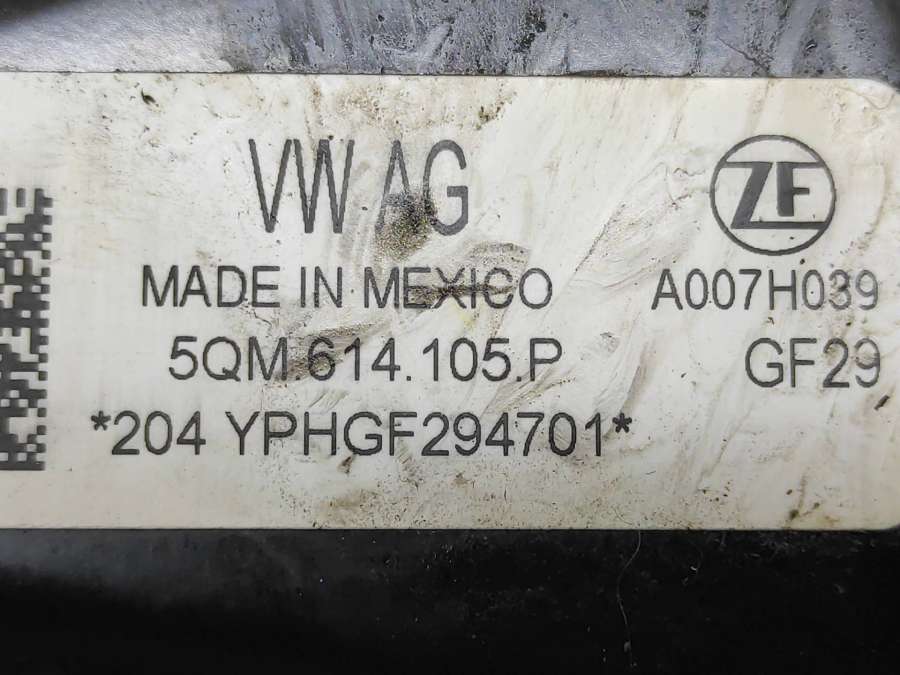 VW AG
ZF
MADE IN MEXICO
A007H039
5QM.614.105.P
GF29
*204 YPHGF294701*